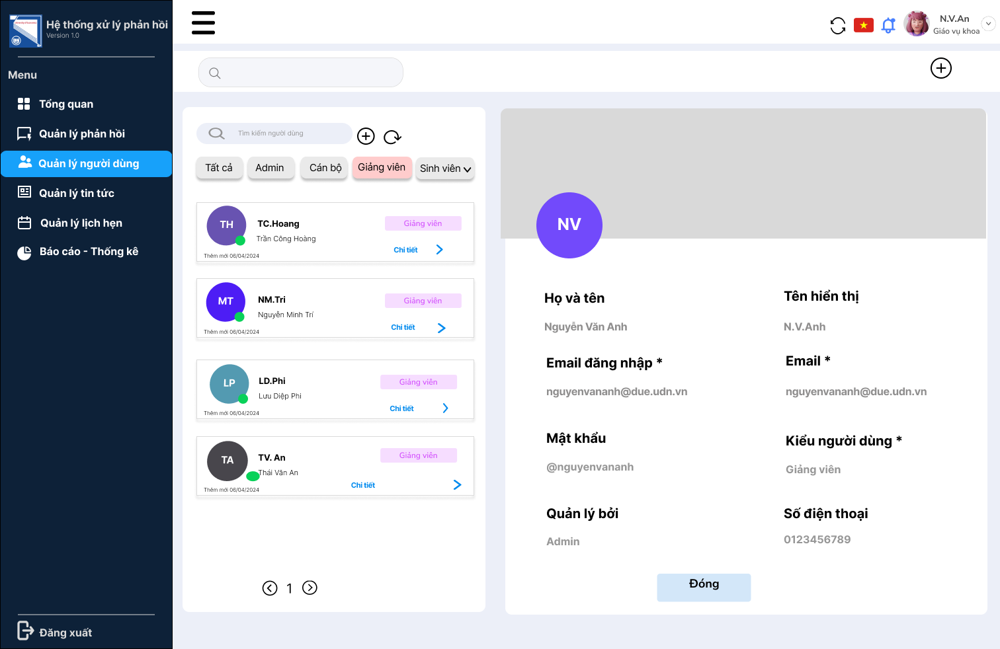 Hệ thống xử lý phản hồi
Version 1.0
Menu
Tổng quan
Quản lý phản hồi
Quản lý người dùng
Quản lý tin tức
Quản lý lịch hẹn
Báo cáo - Thống kê
Đăng xuất
N.V.An
Giáo vụ khoa
Tìm kiếm người dùng
Tất cả
Admin
Cán bộ
Giảng viên
Sinh viên
TH
TC.Hoang
Trần Công Hoàng
Giảng viên
Chi tiết
Thêm mới 06/04/2024
MT
NM.Tri
Nguyễn Minh Trí
Giảng viên
Chi tiết
Thêm mới 06/04/2024
LP
LD.Phi
Lưu Diệp Phi
Giảng viên
Chi tiết
Thêm mới 06/04/2024
TA
TV. An
Thái Văn An
Giảng viên
Chi tiết
Thêm mới 06/04/2024
1
NV
Họ và tên
Nguyễn Văn Anh
Tên hiển thị
N.V.Anh
Email đăng nhập *
nguyenvananh@due.udn.vn
Email *
nguyenvananh@due.udn.vn
Mật khẩu
@nguyenvananh
Kiểu người dùng *
Giảng viên
Quản lý bởi
Admin
Số điện thoại
0123456789
Đóng